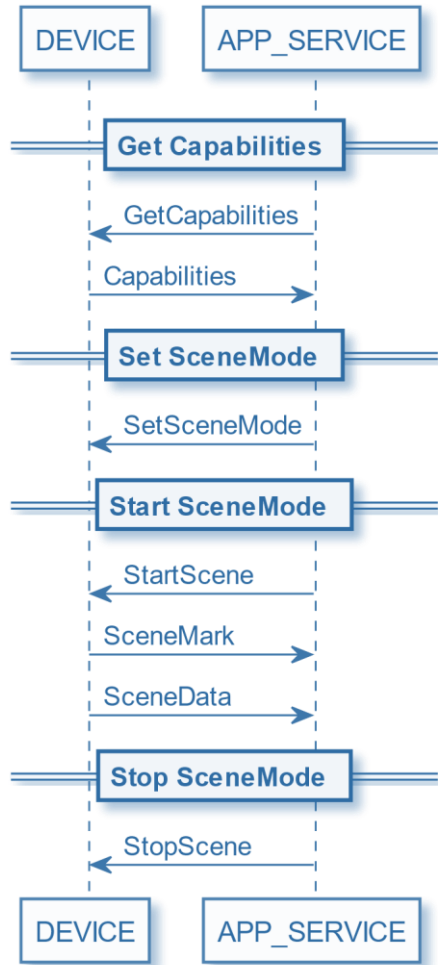 DEVICE APP_SERVICE
Get Capabilities
GetCapabilities
Capabilities
Set SceneMode
SetSceneMode
Start SceneMode
StartScene
SceneMark
SceneData
Stop SceneMode
StopScene
DEVICE APP_SERVICE